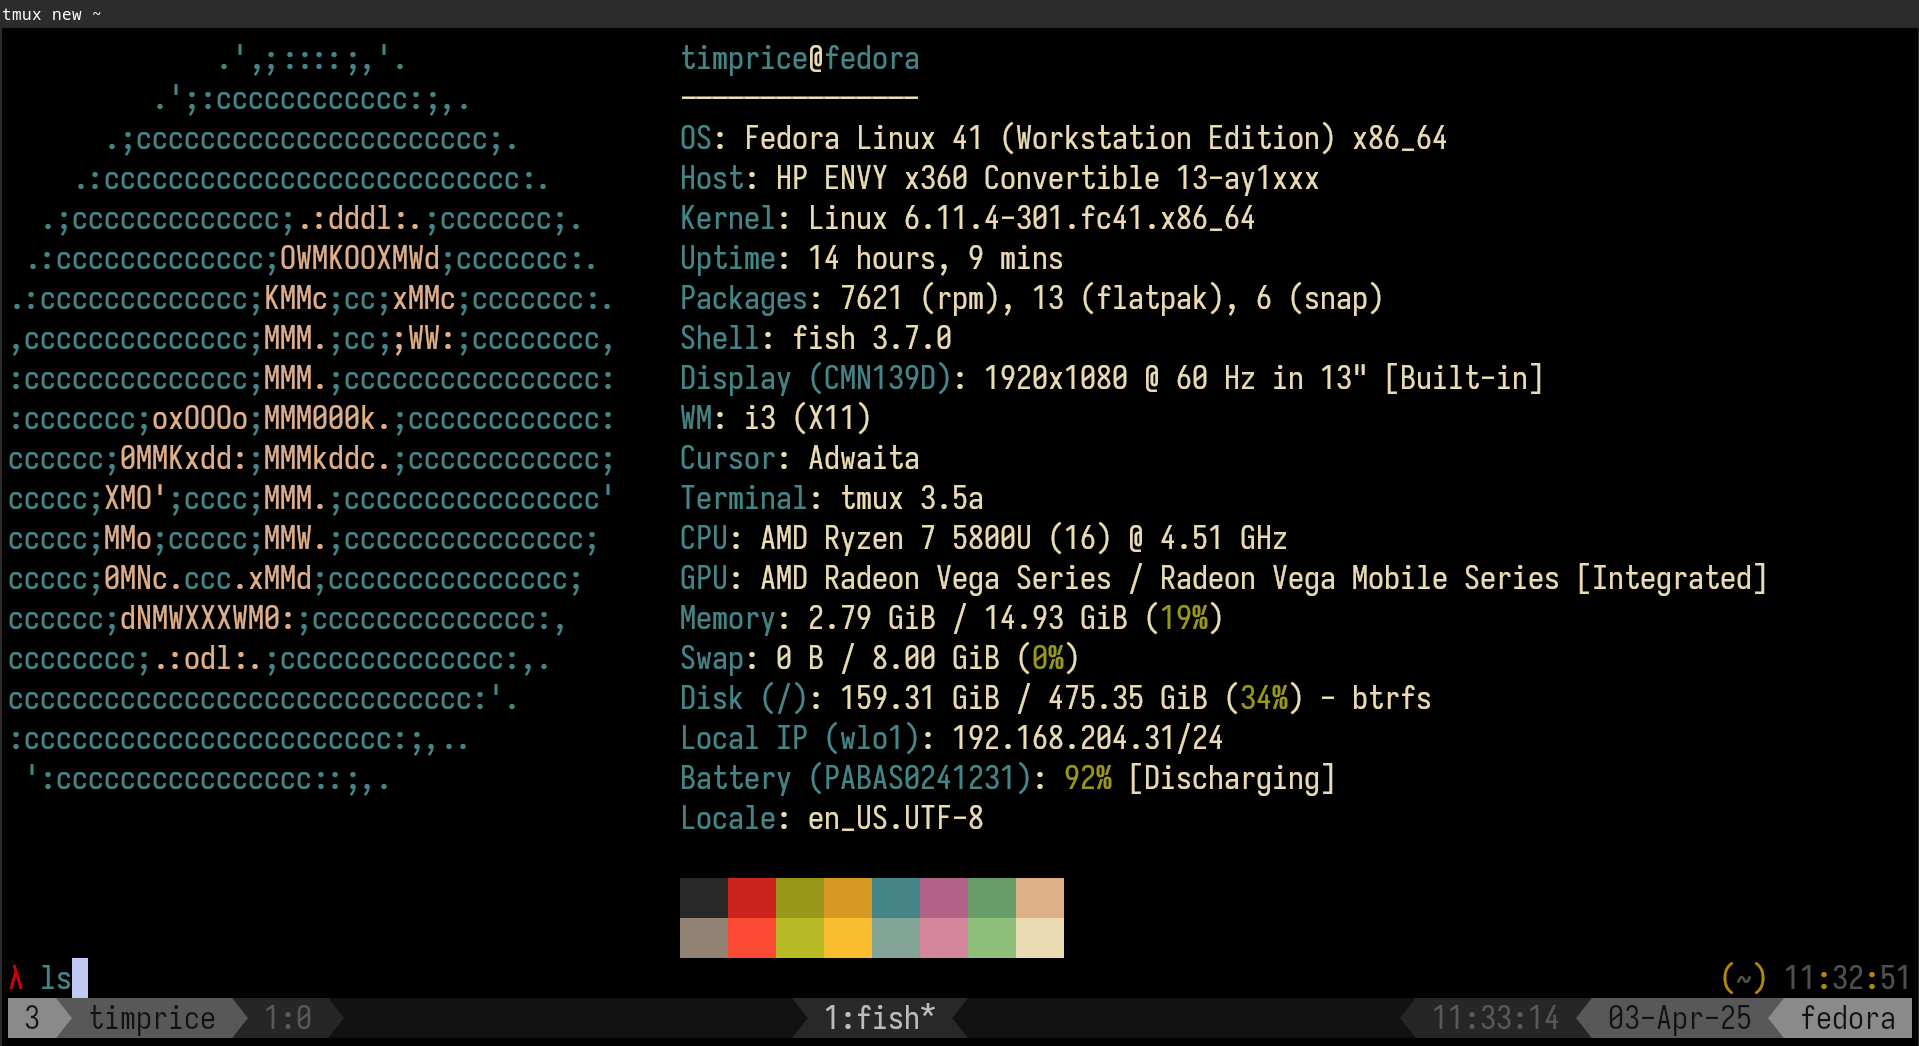 tmux new ~
             .',;::::;,'.
         .';:cccccccccccc:;,.
      .;cccccccccccccccccccccc;.
    .:cccccccccccccccccccccccccc:.
  .;ccccccccccccc;.:dddl:.;ccccccc;.
 .:ccccccccccccc;OWMKOOXMWd;ccccccc:.
.:ccccccccccccc;KMMc;cc;xMMc;ccccccc:.
,cccccccccccccc;MMM.;cc;;WW:;cccccccc,
:cccccccccccccc;MMM.;cccccccccccccccc:
:ccccccc;oxOOOo;MMM000k.;cccccccccccc:
cccccc;0MMKxdd:;MMMkddc.;cccccccccccc;
ccccc;XMO';cccc;MMM.;cccccccccccccccc'
ccccc;MMo;ccccc;MMW.;ccccccccccccccc;
ccccc;0MNc.ccc.xMMd;ccccccccccccccc;
cccccc;dNMWXXXWM0:;cccccccccccccc:,
cccccccc;.:odl:.;cccccccccccccc:,.
ccccccccccccccccccccccccccccc:'.
:ccccccccccccccccccccccc:;,..
 ':cccccccccccccccc::;,.
timprice@fedora
---------------
OS: Fedora Linux 41 (Workstation Edition) x86_64
Host: HP ENVY x360 Convertible 13-ay1xxx
Kernel: Linux 6.11.4-301.fc41.x86_64
Uptime: 14 hours, 9 mins
Packages: 7621 (rpm), 13 (flatpak), 6 (snap)
Shell: fish 3.7.0
Display (CMN139D): 1920x1080 @ 60 Hz in 13" [Built-in]
WM: i3 (X11)
Cursor: Adwaita
Terminal: tmux 3.5a
CPU: AMD Ryzen 7 5800U (16) @ 4.51 GHz
GPU: AMD Radeon Vega Series / Radeon Vega Mobile Series [Integrated]
Memory: 2.79 GiB / 14.93 GiB (19%)
Swap: 0 B / 8.00 GiB (0%)
Disk (/): 159.31 GiB / 475.35 GiB (34%) - btrfs
Local IP (wlo1): 192.168.204.31/24
Battery (PABAS0241231): 92% [Discharging]
Locale: en_US.UTF-8
λ ls (~) 11:32:51
3 timprice 1:0 1:fish* 11:33:14 03-Apr-25 fedora